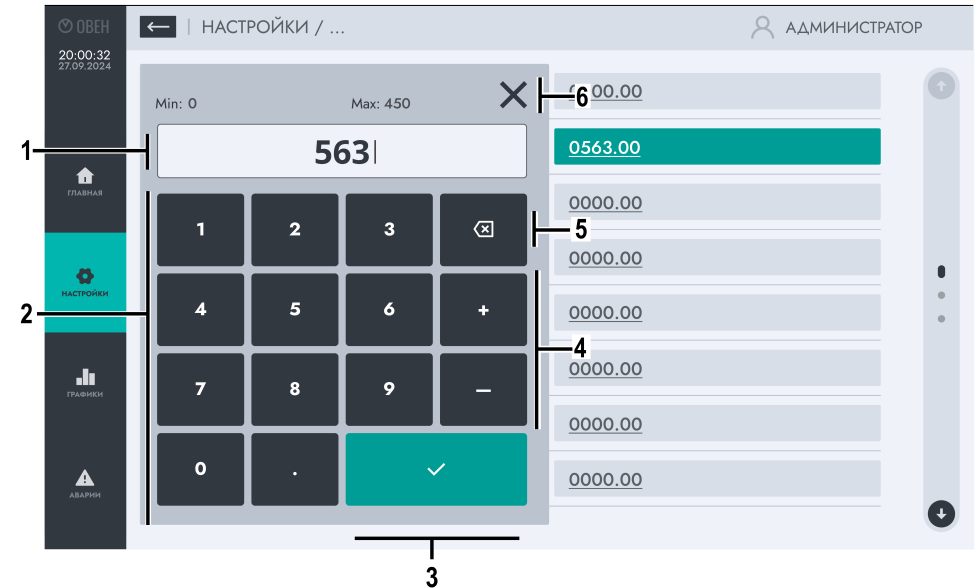 ОВЕН
← | НАСТРОЙКИ / ...
АДМИНИСТРАТОР
20:00:32
27.09.2024
Min: 0
Max: 450
6
00.00
1
563
0563.00
ГЛАВНАЯ
0000.00
1 2 3
5
0000.00
НАСТРОЙКИ
2
4 5 6 +
0000.00
4
0000.00
ГРАФИКИ
7 8 9 –
0000.00
0 .
0000.00
АВАРИИ
3